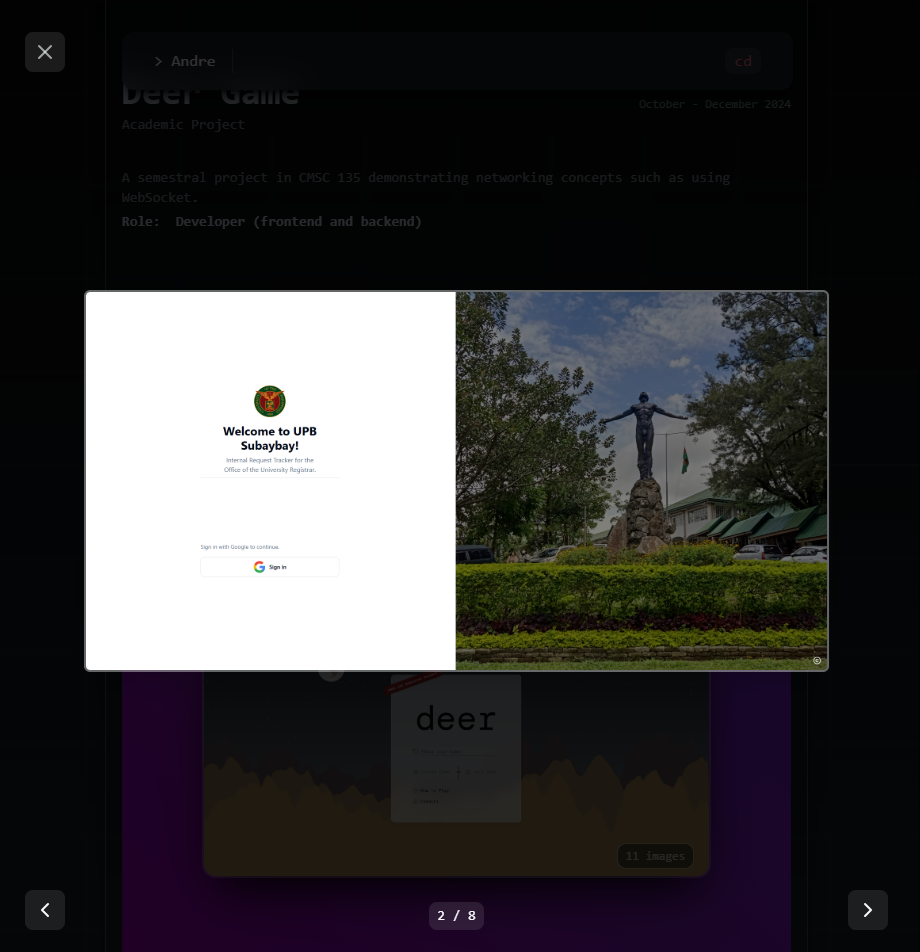 > Andre
cd
Deer Game
October - December 2024
Academic Project
A semestral project in CMSC 135 demonstrating networking concepts such as using
WebSocket.
Role: Developer (frontend and backend)
Welcome to UPB
Subaybay!
Internal Request Tracker for the
Office of the University Registrar.
Sign in with Google to continue.
Sign in
©
deer
11 images
2 / 8